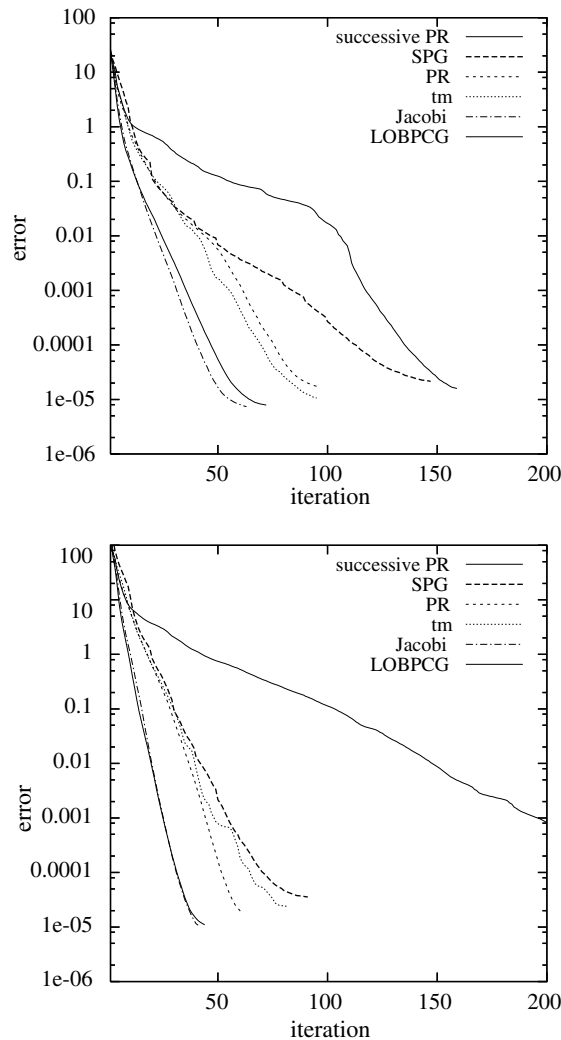 100
10
1
0.1
0.01
0.001
0.0001
1e-05
1e-06
error
successive PR
SPG
PR
tm
Jacobi
LOBPCG
50
100
150
200
iteration
100
10
1
0.1
0.01
0.001
0.0001
1e-05
1e-06
error
successive PR
SPG
PR
tm
Jacobi
LOBPCG
50
100
150
200
iteration